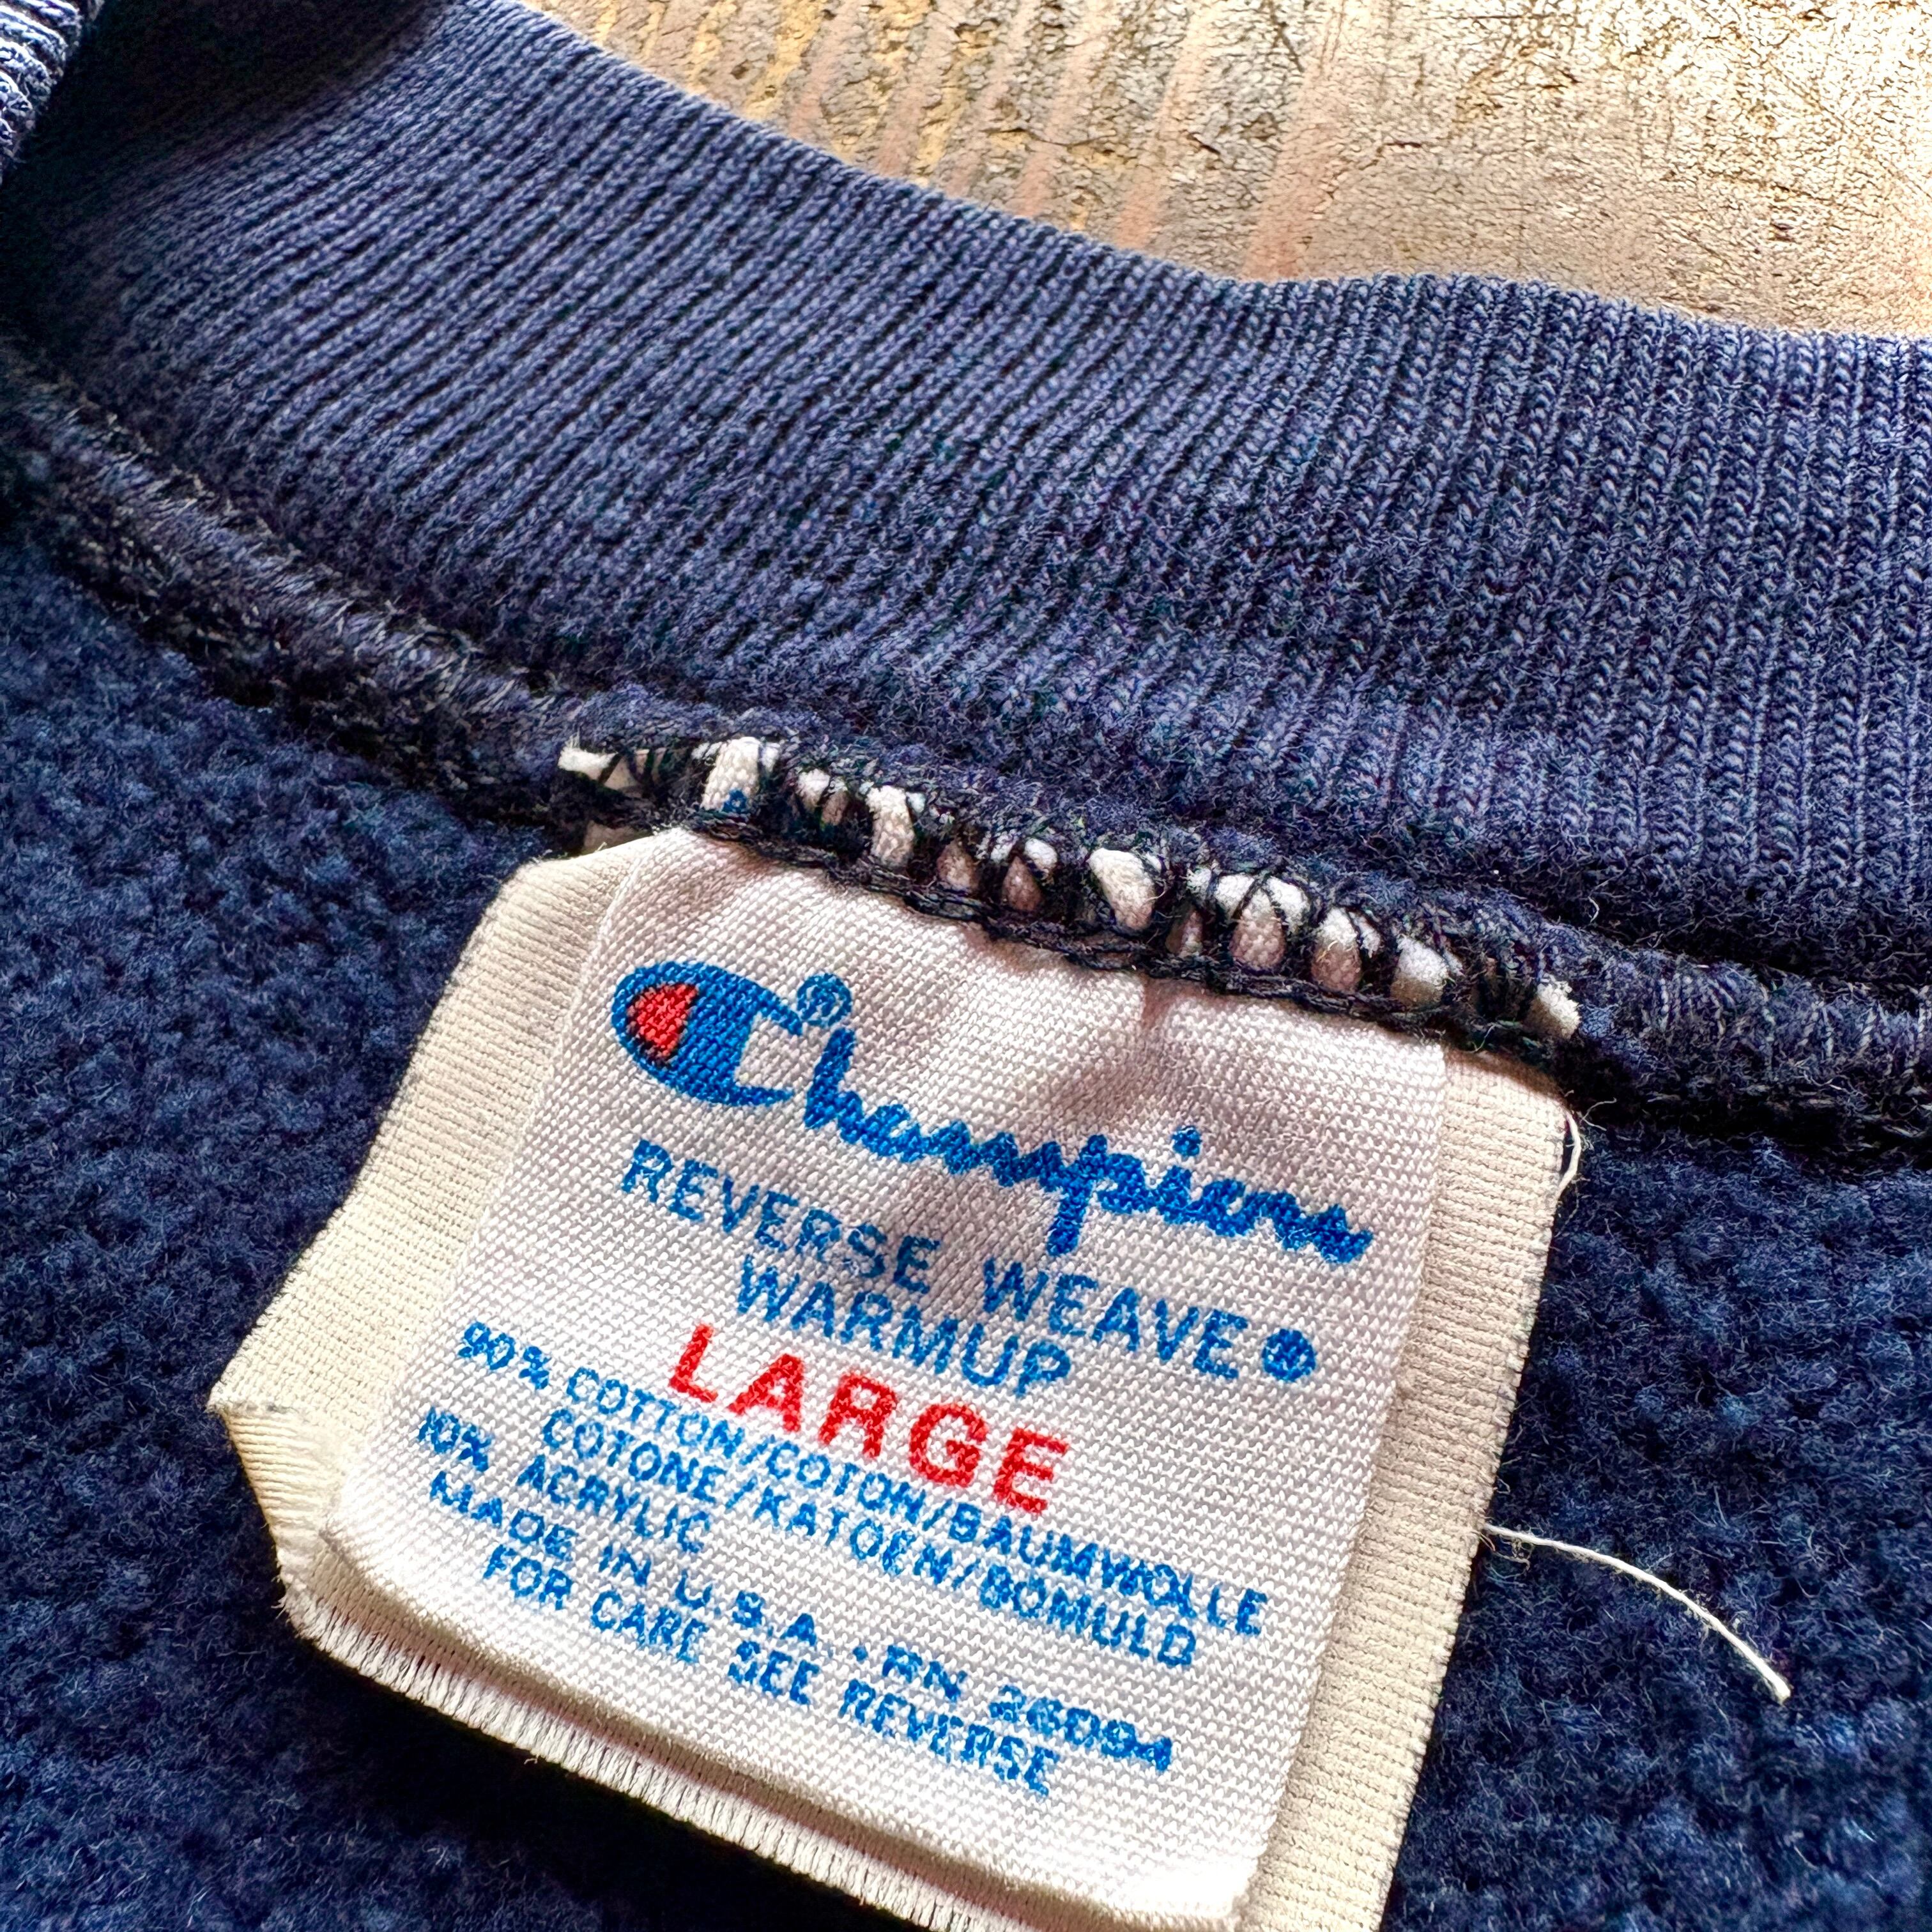 Champion®
REVERSE WEAVE®
WARMUP
LARGE
90% COTTON/COTON/BAUMWOLLE
COTONE/KATOEN/BOMULD
10% ACRYLIC
MADE IN U.S.A. · RN 26094
FOR CARE SEE REVERSE